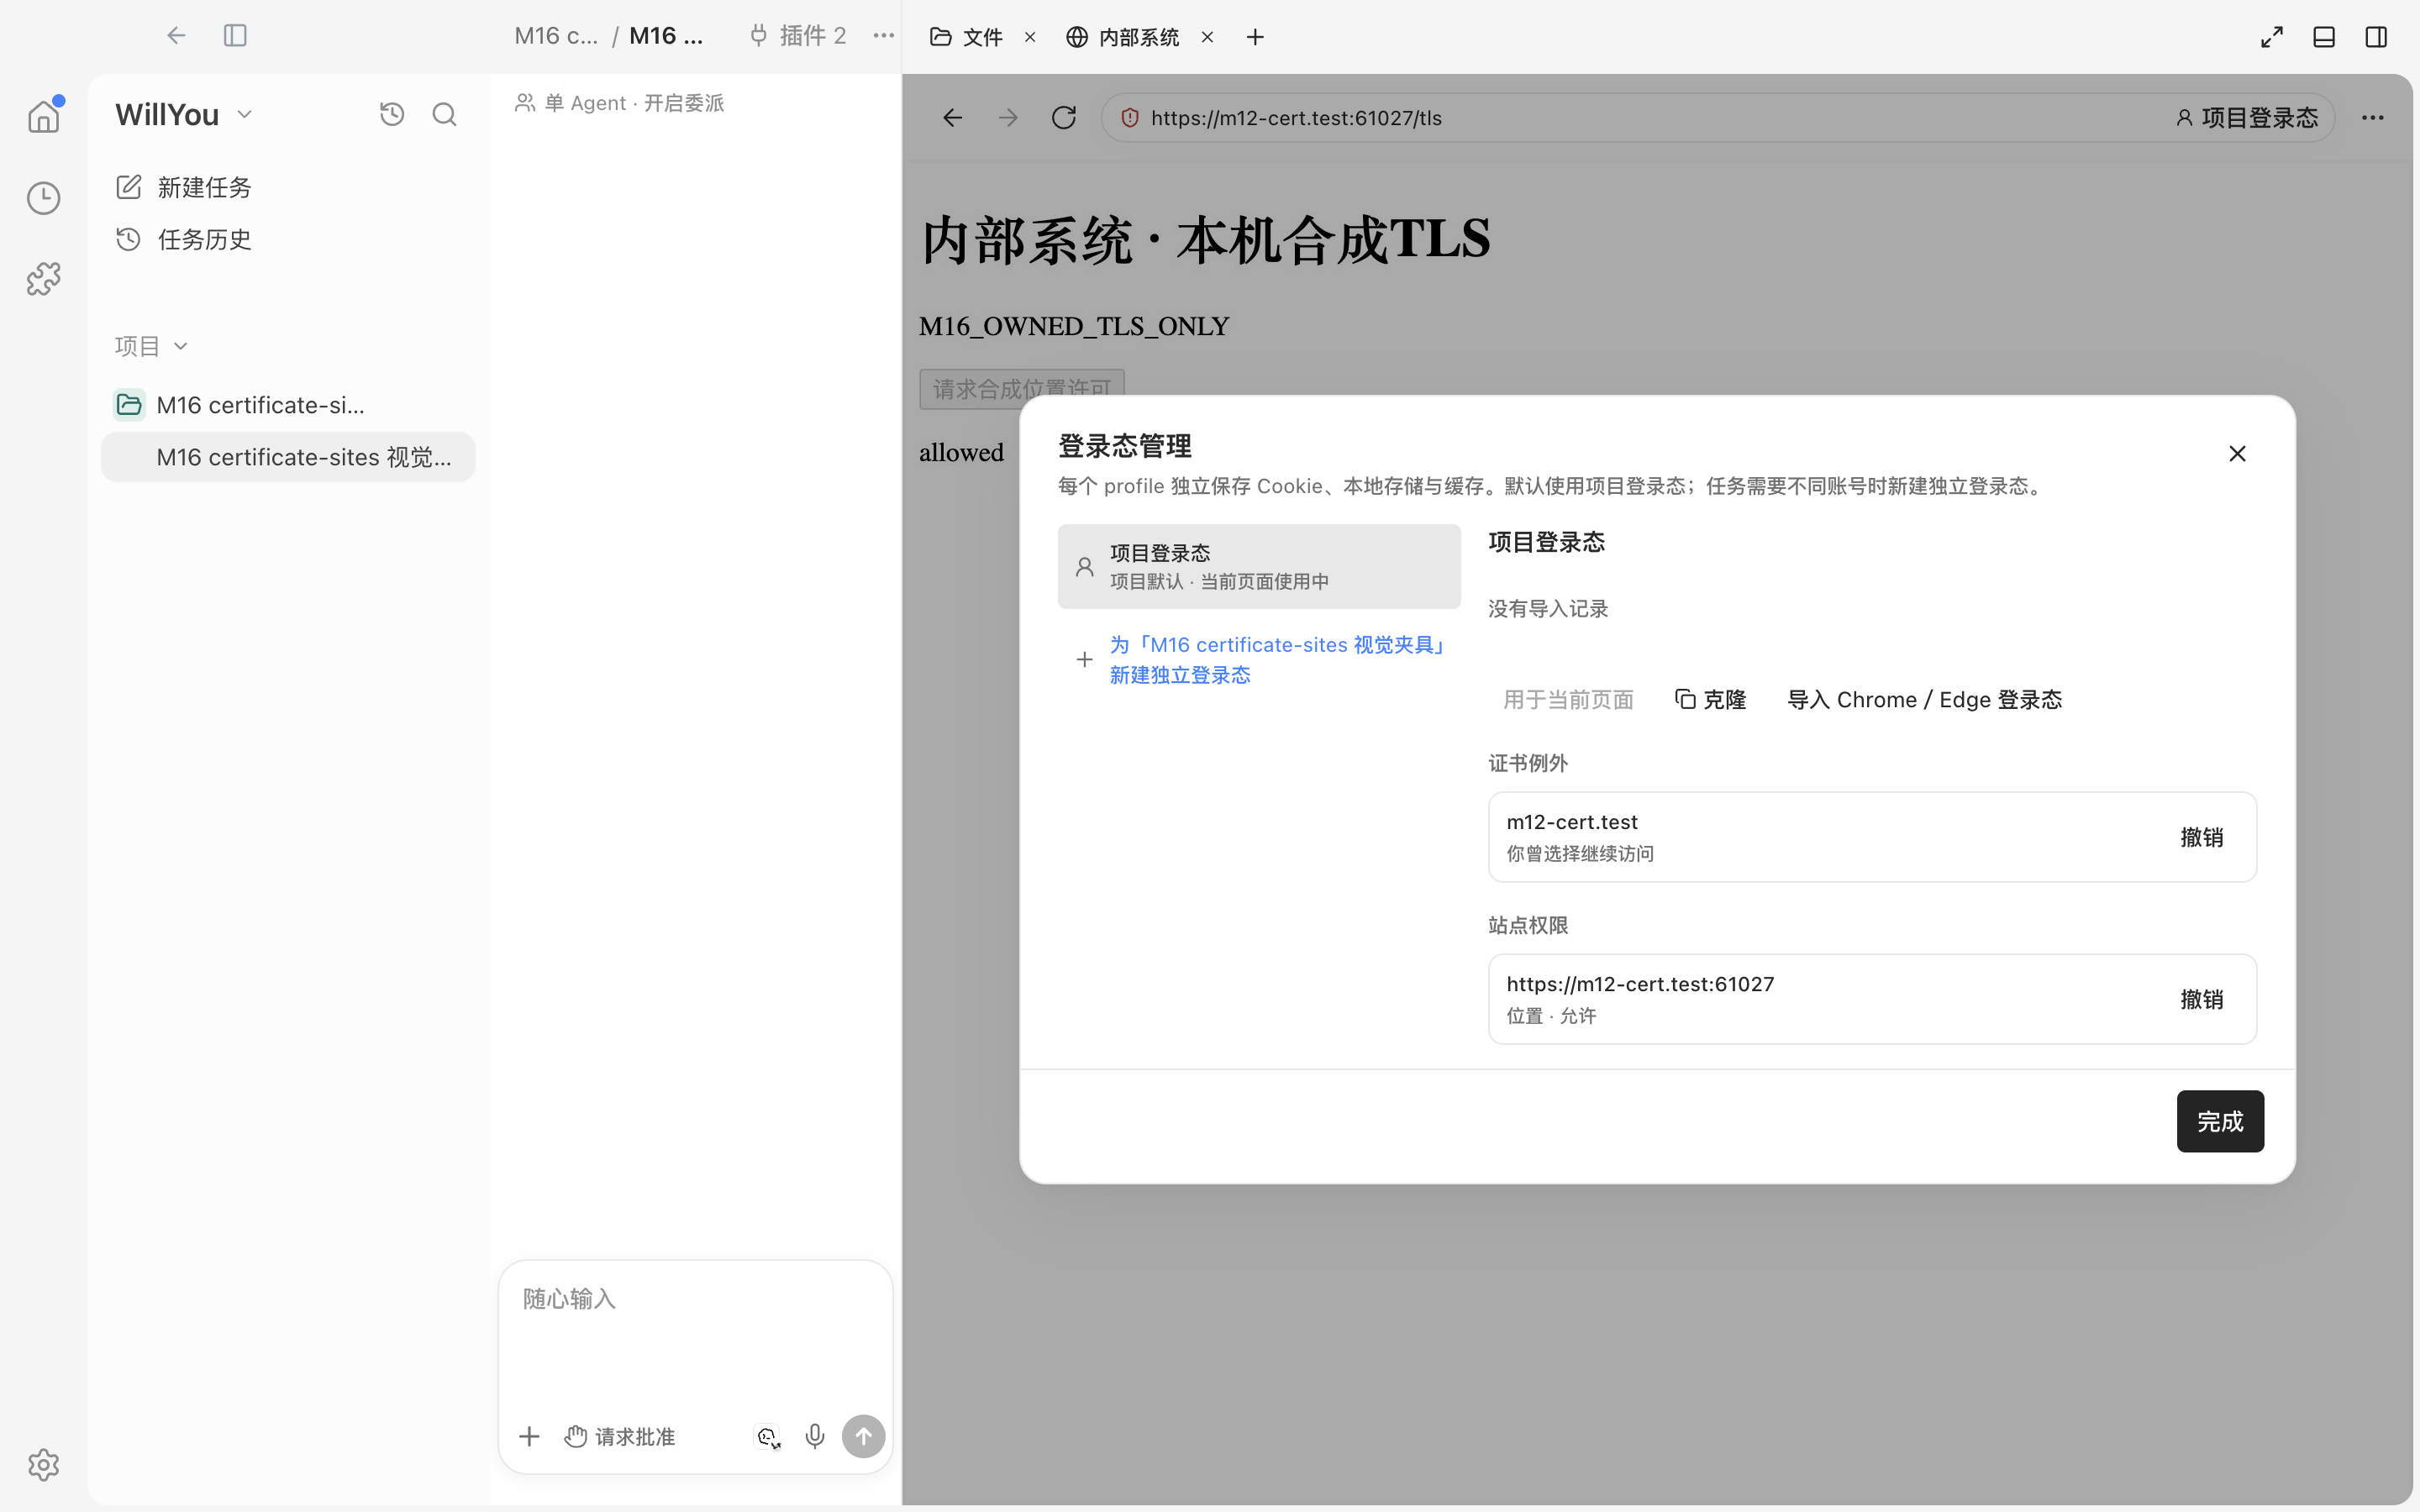 M16 c... / M16 ...
插件 2
文件
内部系统
WillYou
新建任务
任务历史
项目
M16 certificate-si...
M16 certificate-sites 视觉...
单 Agent · 开启委派
随心输入
请求批准
https://m12-cert.test:61027/tls
项目登录态
内部系统 · 本机合成TLS
M16_OWNED_TLS_ONLY
请求合成位置许可
allowed
登录态管理
每个 profile 独立保存 Cookie、本地存储与缓存。默认使用项目登录态；任务需要不同账号时新建独立登录态。
项目登录态
项目默认 · 当前页面使用中
为「M16 certificate-sites 视觉夹具」
新建独立登录态
项目登录态
没有导入记录
用于当前页面
克隆
导入 Chrome / Edge 登录态
证书例外
m12-cert.test
你曾选择继续访问
撤销
站点权限
https://m12-cert.test:61027
位置 · 允许
撤销
完成